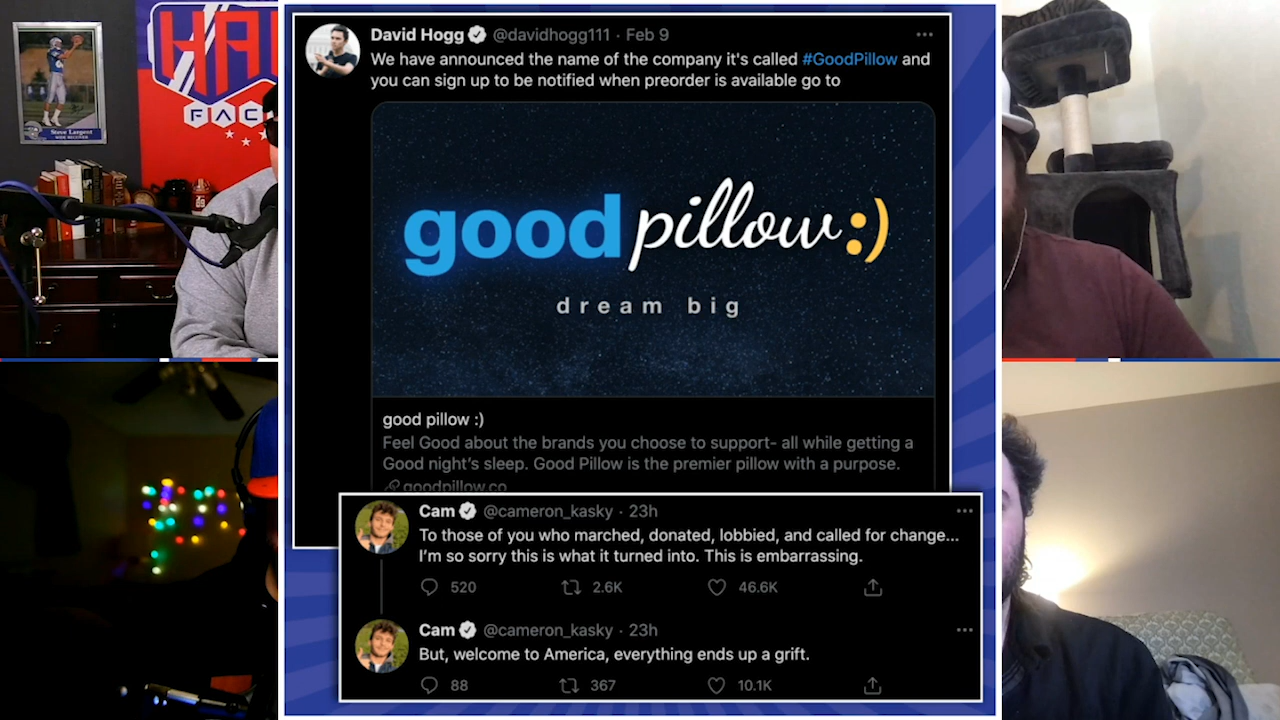 Steve Largent
WIDE RECEIVER
HAL
FAC
David Hogg @davidhogg111 · Feb 9
We have announced the name of the company it's called #GoodPillow and
you can sign up to be notified when preorder is available go to
good pillow :)
dream big
good pillow :)
Feel Good about the brands you choose to support- all while getting a
Good night's sleep. Good Pillow is the premier pillow with a purpose.
goodpillow.co
Cam @cameron_kasky · 23h
To those of you who marched, donated, lobbied, and called for change...
I'm so sorry this is what it turned into. This is embarrassing.
520 2.6K 46.6K
Cam @cameron_kasky · 23h
But, welcome to America, everything ends up a grift.
88 367 10.1K